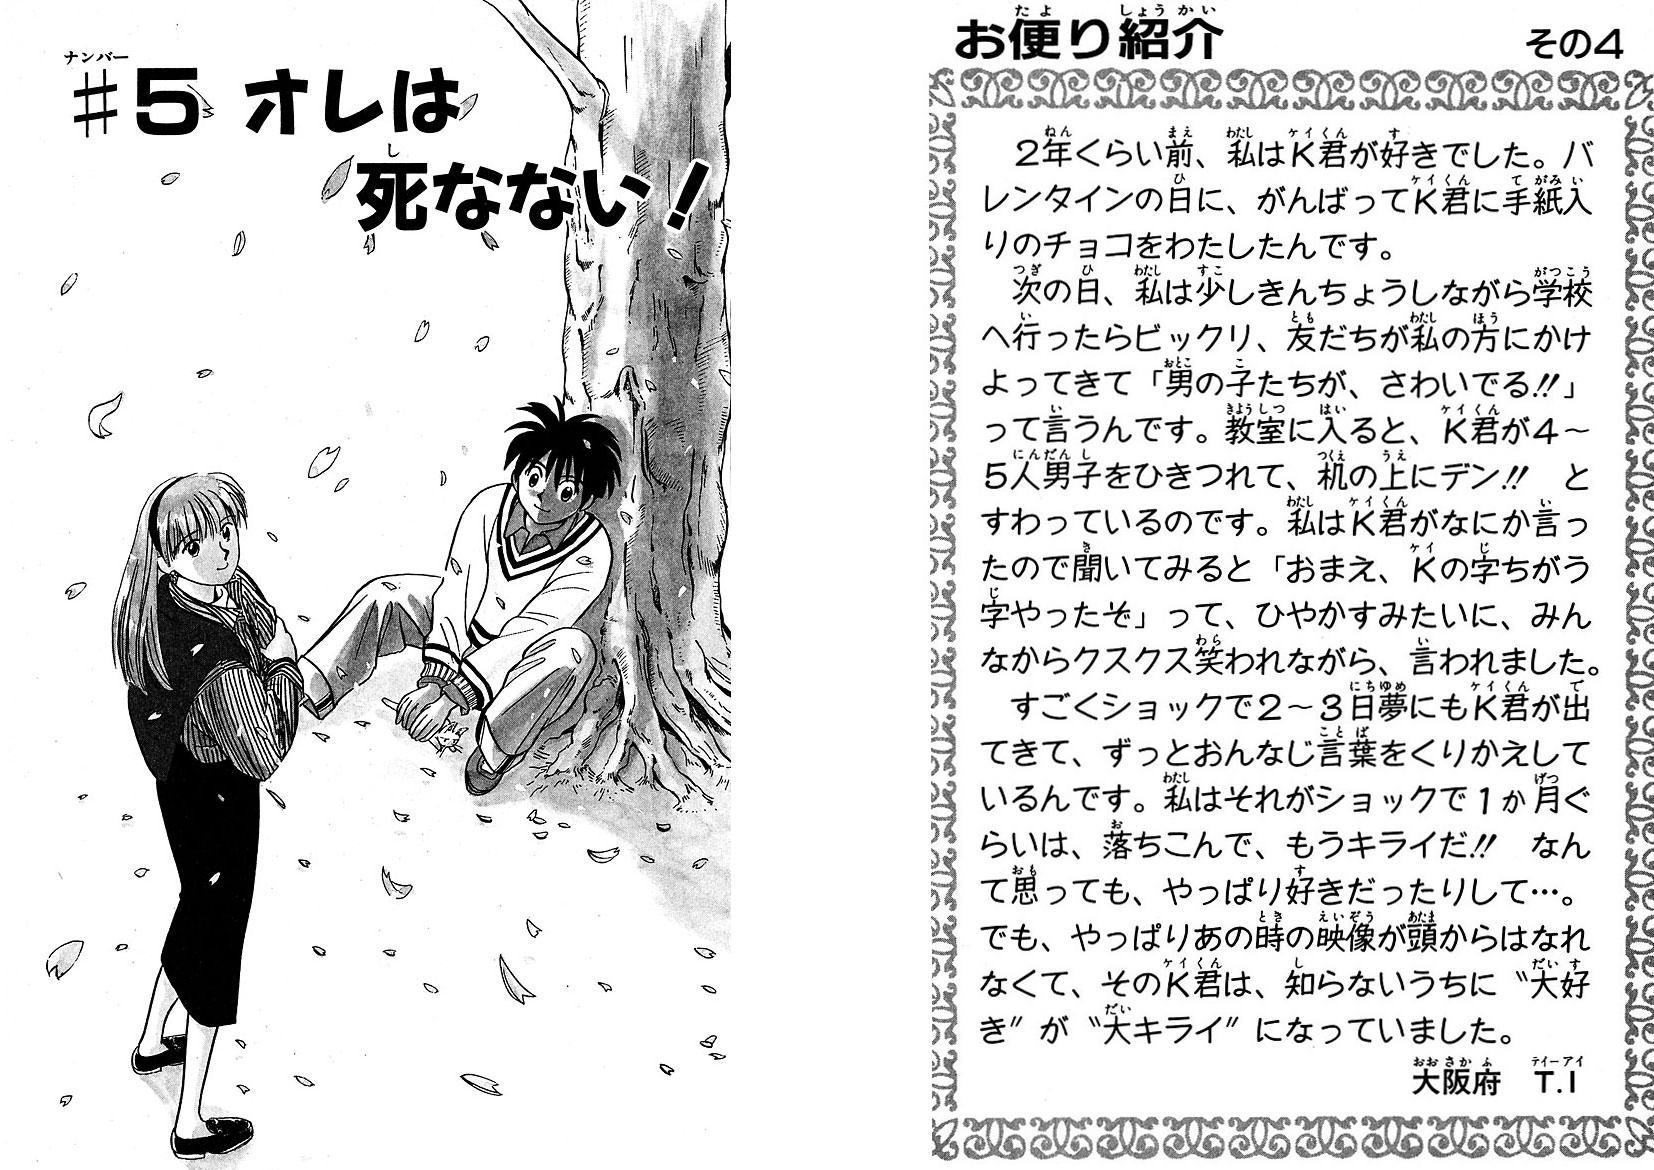 お便り紹介 その4
2年くらい前、私はK君が好きでした。バ
レンタインの日に、がんばってK君に手紙入
りのチョコをわたしたんです。
次の日、私は少しきんちょうしながら学校
へ行ったらビックリ、友だちが私の方にかけ
よってきて「男の子たちが、さわいでる!!」
って言うんです。教室に入ると、K君が4〜
5人男子をひきつれて、机の上にデン!! と
すわっているのです。私はK君がなにか言っ
たので聞いてみると「おまえ、Kの字ちがう
字やったぞ」って、ひやかすみたいに、みん
なからクスクス笑われながら、言われました。
すごくショックで2〜3日夢にもK君が出
てきて、ずっとおんなじ言葉をくりかえして
いるんです。私はそれがショックで1か月ぐ
らいは、落ちこんで、もうキライだ!! なん
て思っても、やっぱり好きだったりして…。
でも、やっぱりあの時の映像が頭からはなれ
なくて、そのK君は、知らないうちに〝大好
き〟が〝大キライ〟になっていました。
大阪府 T.I
#5 オレは
死なない!